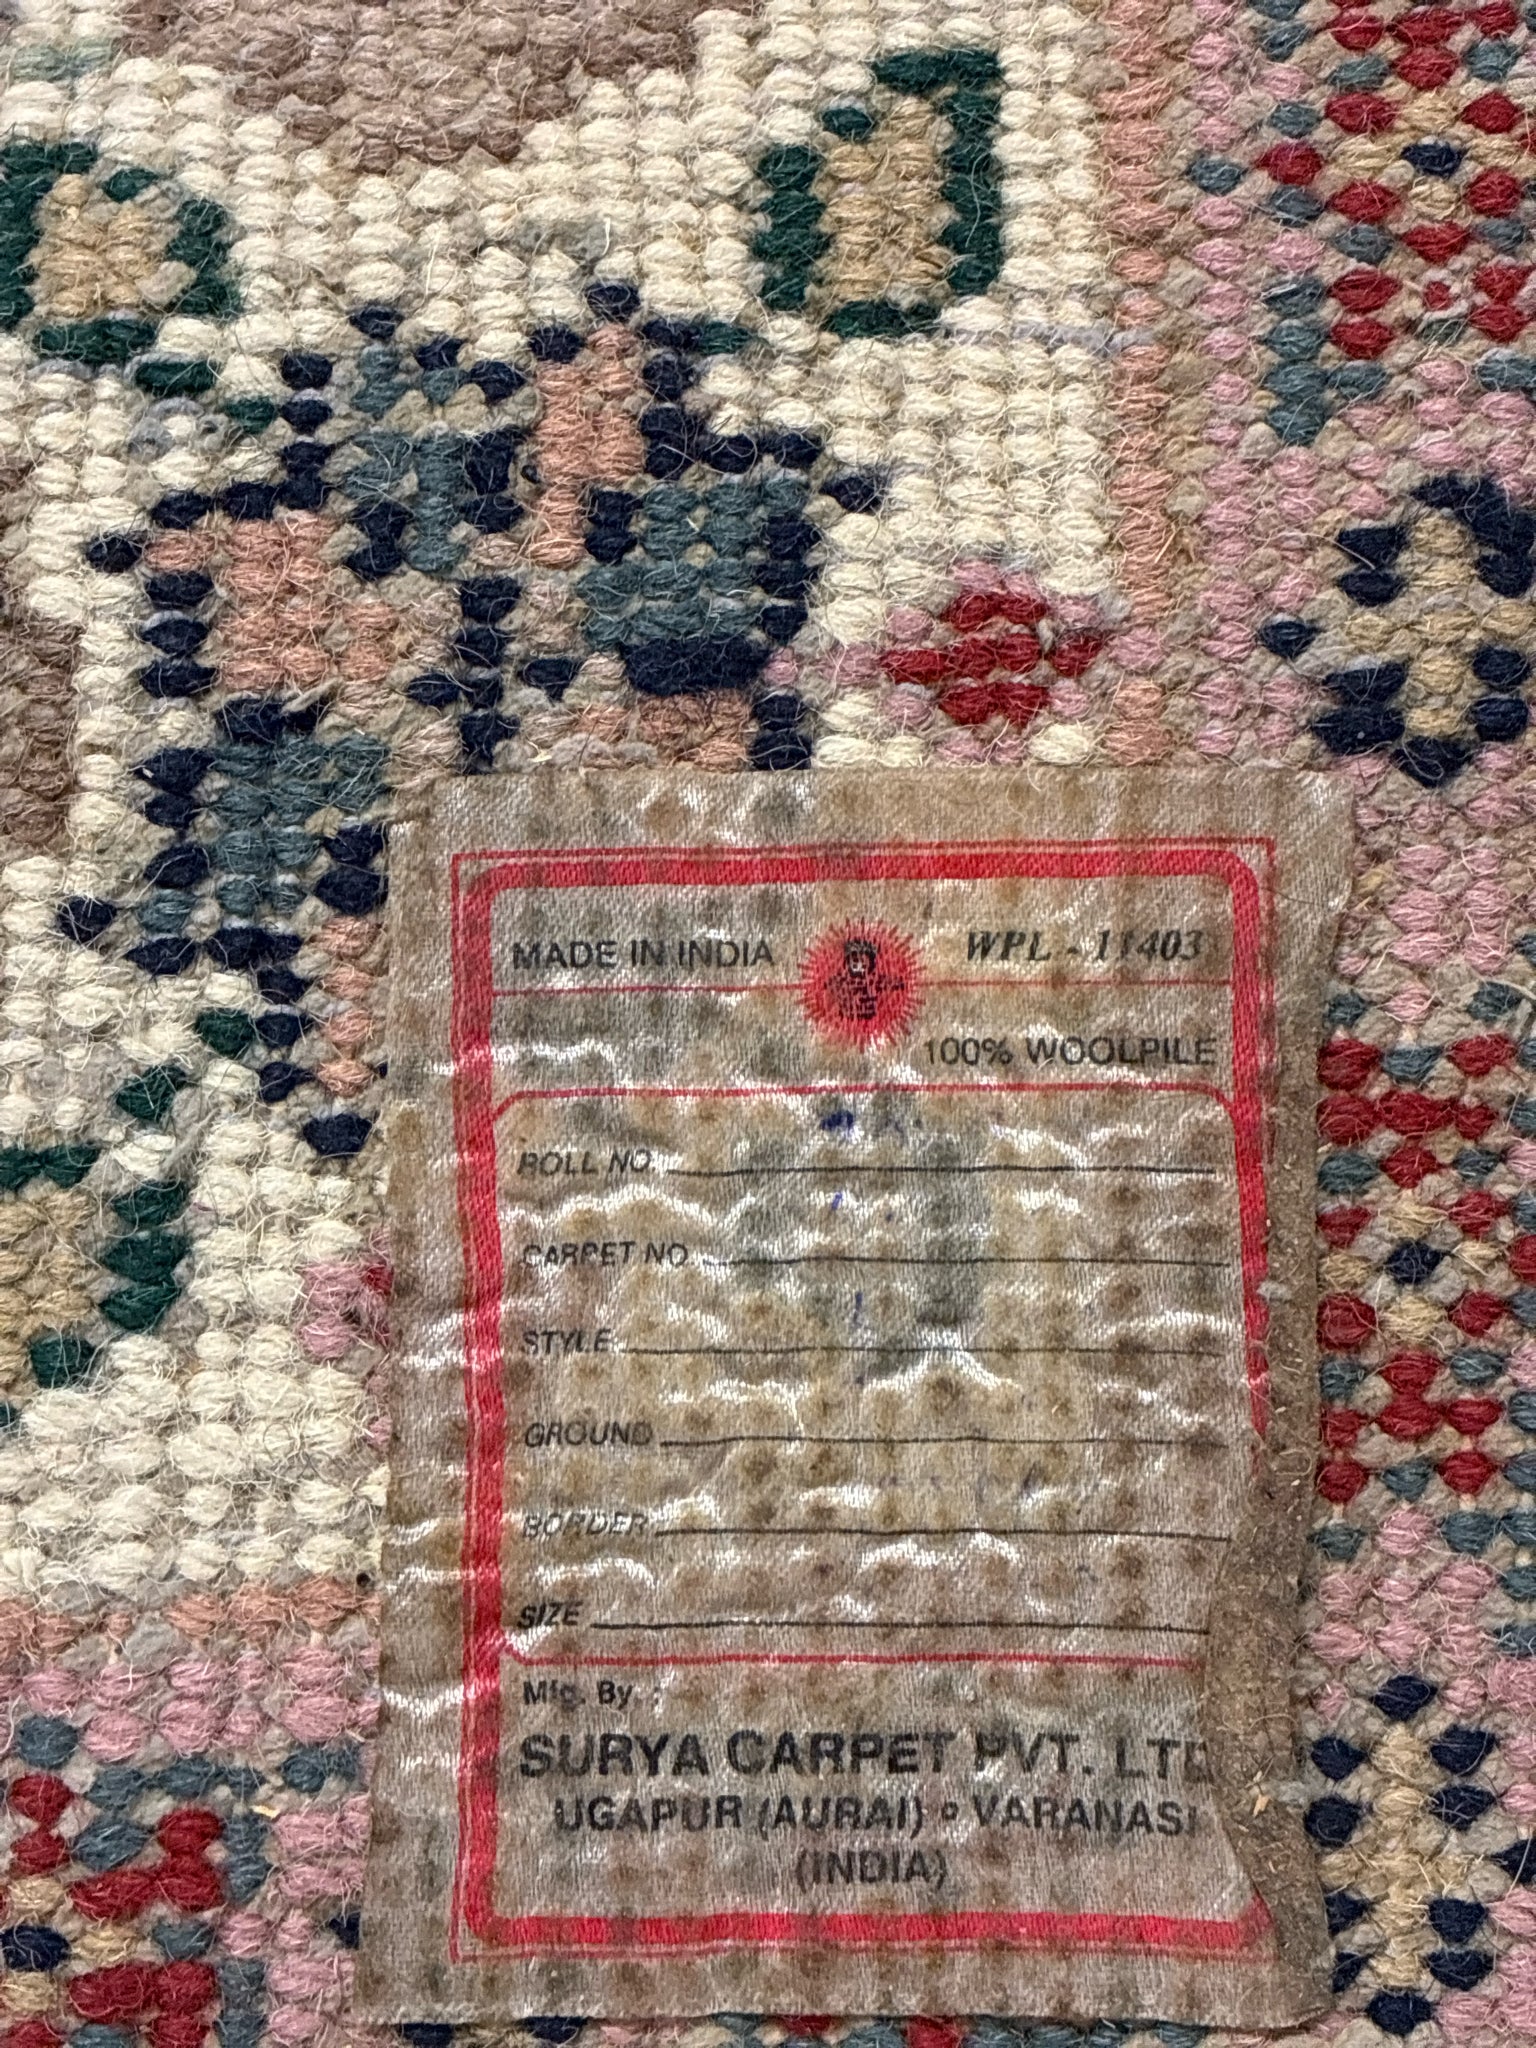 MADE IN INDIA WPL - 11403
100% WOOLPILE
ROLL NO.
CARPET NO.
STYLE
GROUND
BORDER
SIZE
Mfg. By :
SURYA CARPET PVT. LTD
UGAPUR (AURAI) • VARANASI
(INDIA)